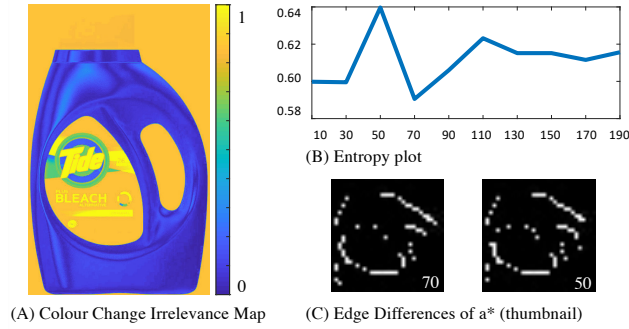 1
0
Tide
BLEACH
(A) Colour Change Irrelevance Map
0.64
0.62
0.60
0.58
10 30 50 70 90 110 130 150 170 190
(B) Entropy plot
70
50
(C) Edge Differences of a* (thumbnail)